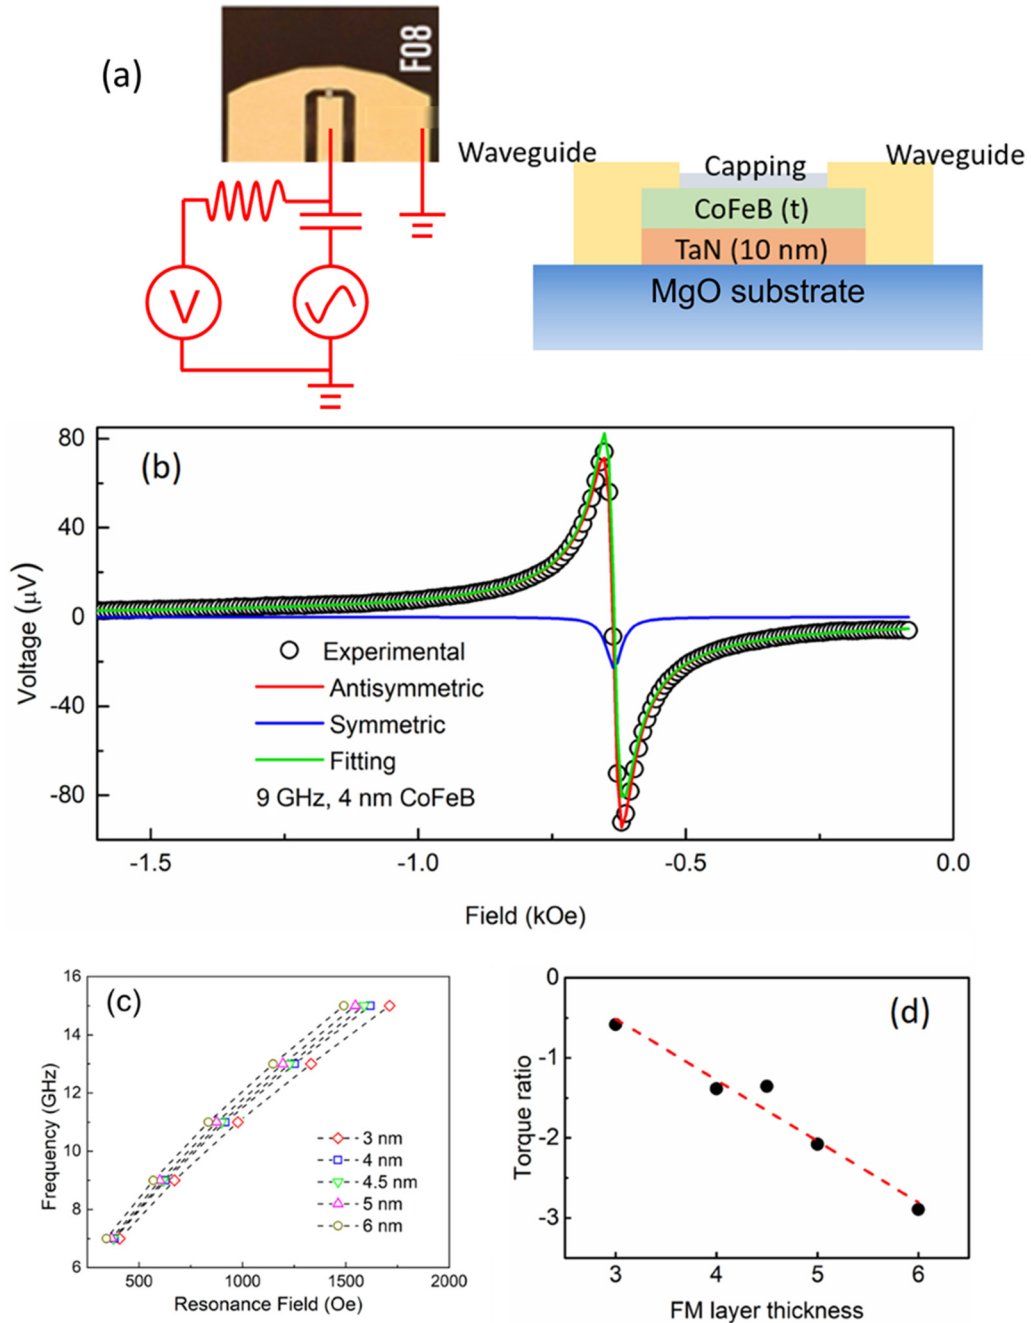 (a)
F08
V
Waveguide
Capping
Waveguide
CoFeB (t)
TaN (10 nm)
MgO substrate
(b)
80
40
0
-40
-80
Voltage (μV)
Experimental
Antisymmetric
Symmetric
Fitting
9 GHz, 4 nm CoFeB
-1.5
-1.0
-0.5
0.0
Field (kOe)
(c)
16
14
12
10
8
6
Frequency (GHz)
3 nm
4 nm
4.5 nm
5 nm
6 nm
500
1000
1500
2000
Resonance Field (Oe)
(d)
0
-1
-2
-3
Torque ratio
3
4
5
6
FM layer thickness